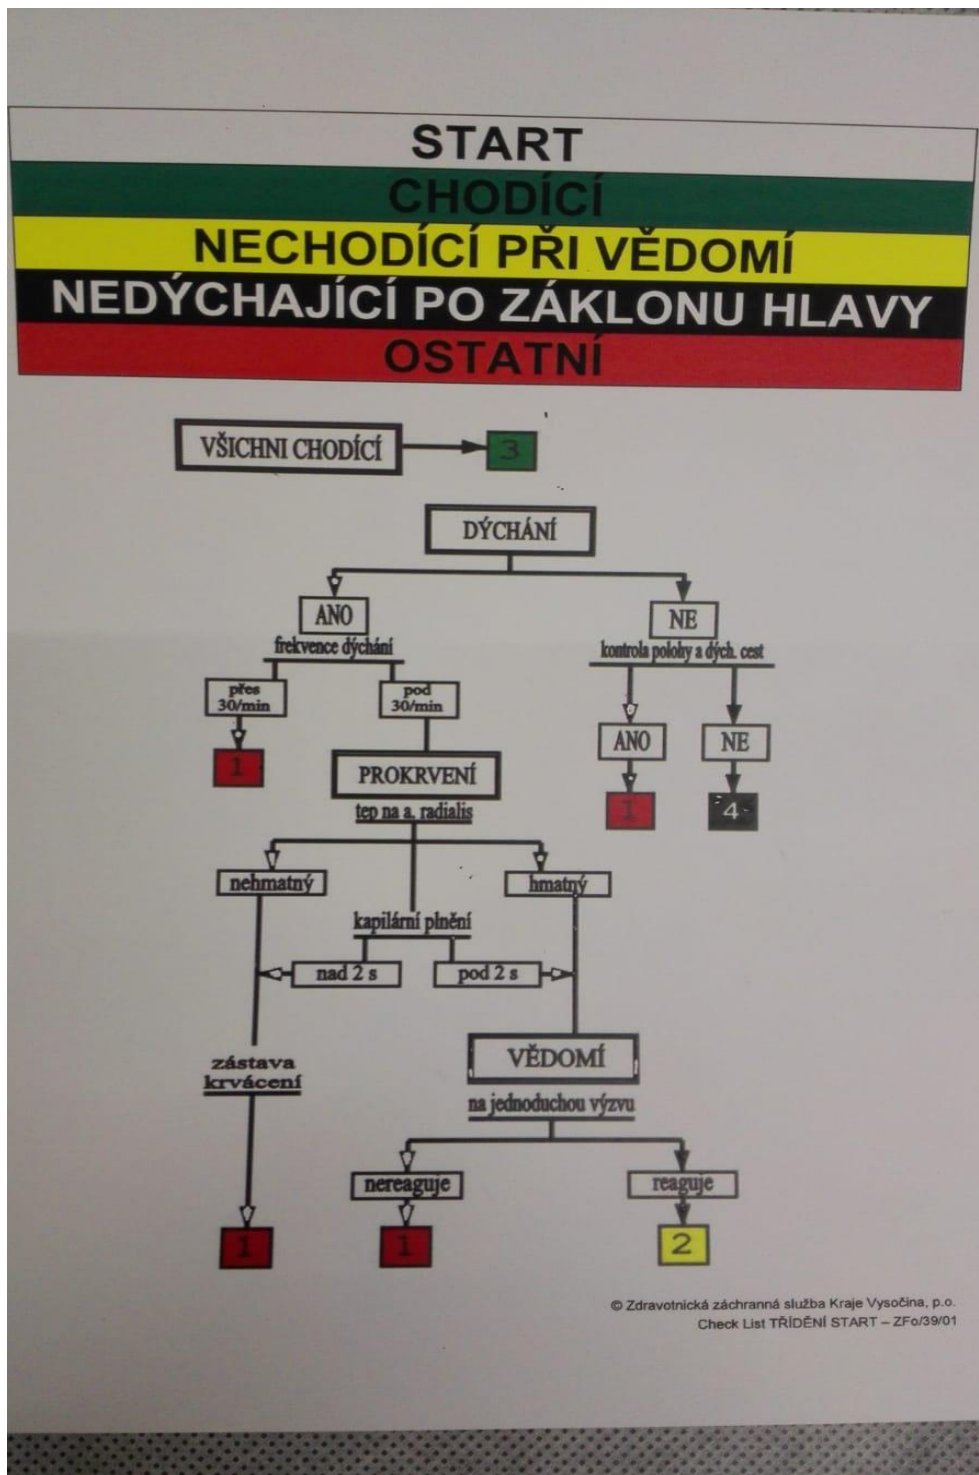 START
CHODÍCÍ
NECHODÍCÍ PŘI VĚDOMÍ
NEDÝCHAJÍCÍ PO ZÁKLONU HLAVY
OSTATNÍ
VŠICHNI CHODÍCÍ
3
DÝCHÁNÍ
ANO
NE
frekvence dýchání
kontrola polohy a dých. cest
přes
30/min
pod
30/min
ANO
NE
1
PROKRVENÍ
1
4
tep na a. radialis
nehmatný
hmatný
kapilární plnění
nad 2 s
pod 2 s
zástava
krvácení
VĚDOMÍ
na jednoduchou výzvu
nereaguje
reaguje
1
1
2
© Zdravotnická záchranná služba Kraje Vysočina, p.o.
Check List TŘÍDĚNÍ START – ZFo/39/01